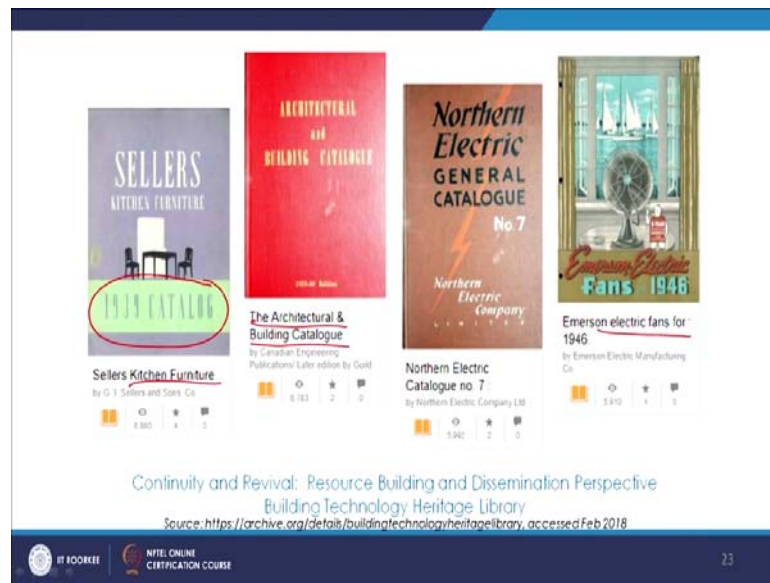 SELLERS
KITCHEN FURNITURE
1939 CATALOG
Sellers Kitchen Furniture
by G. I. Sellers and Sons. Co.
ARCHITECTURAL
and
BUILDING CATALOGUE
The Architectural &
Building Catalogue
by Canadian Engineering
Publications/ Later edition by Guild
2
0
Northern
Electric
GENERAL
CATALOGUE
No. 7
Northern
Electric
Company
LIMITED
Northern Electric
Catalogue no. 7
by Northern Electric Company Ltd
2
0
Emerson-Electric
Fans 1946
Emerson electric fans for
1946
by Emerson Electric Manufacturing
Co.
Continuity and Revival: Resource Building and Dissemination Perspective
Building Technology Heritage Library
Source: https://archive.org/details/buildingtechnologyheritagelibrary, accessed Feb 2018
IIT ROORKEE
NPTEL ONLINE
CERTIFICATION COURSE
23